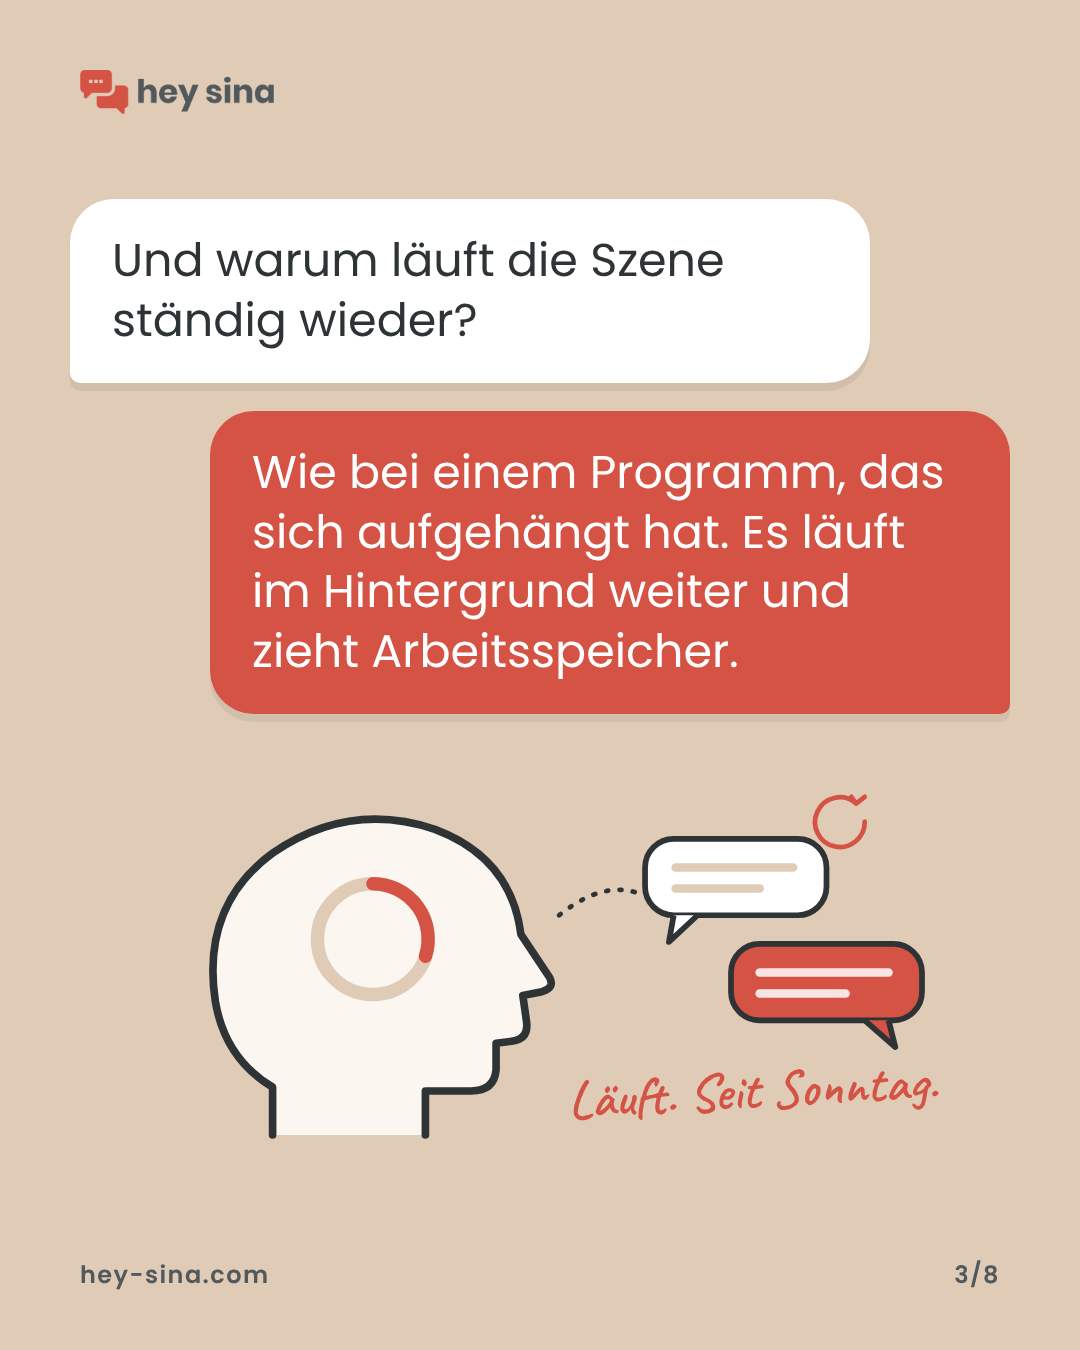 hey sina
Und warum läuft die Szene
ständig wieder?
Wie bei einem Programm, das
sich aufgehängt hat. Es läuft
im Hintergrund weiter und
zieht Arbeitsspeicher.
Läuft. Seit Sonntag.
hey-sina.com
3/8